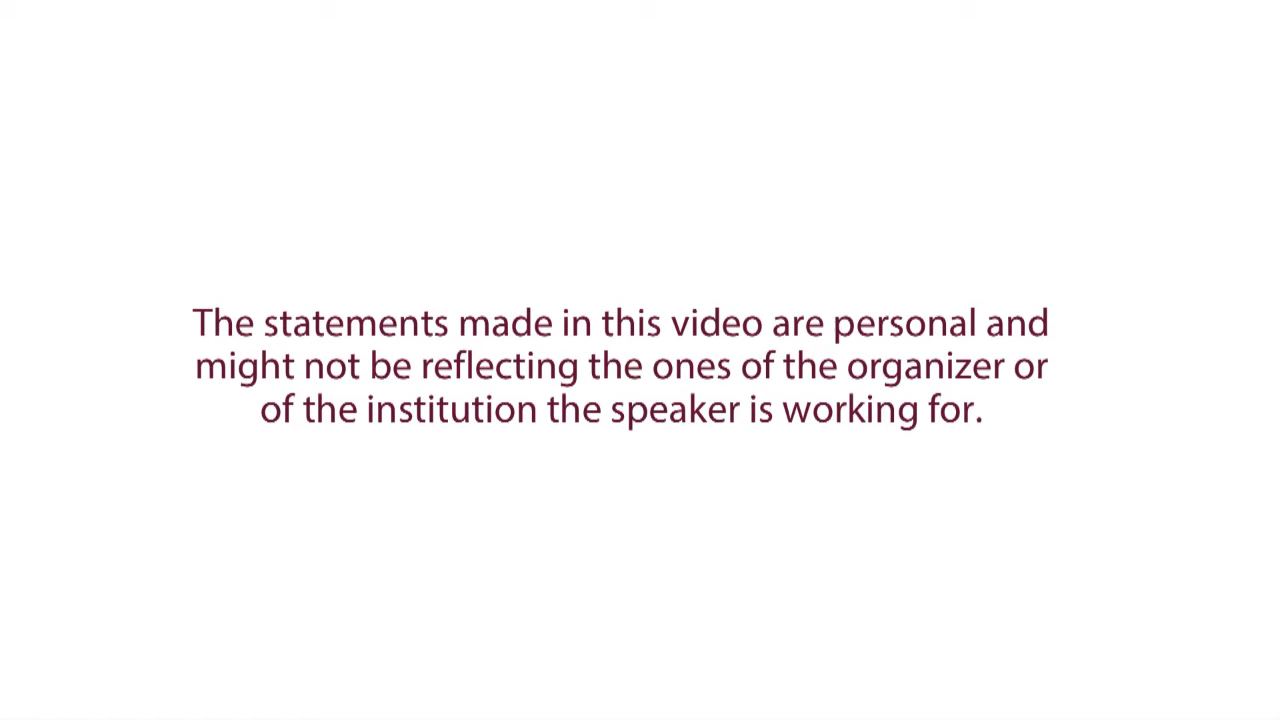 The statements made in this video are personal and
might not be reflecting the ones of the organizer or
of the institution the speaker is working for.